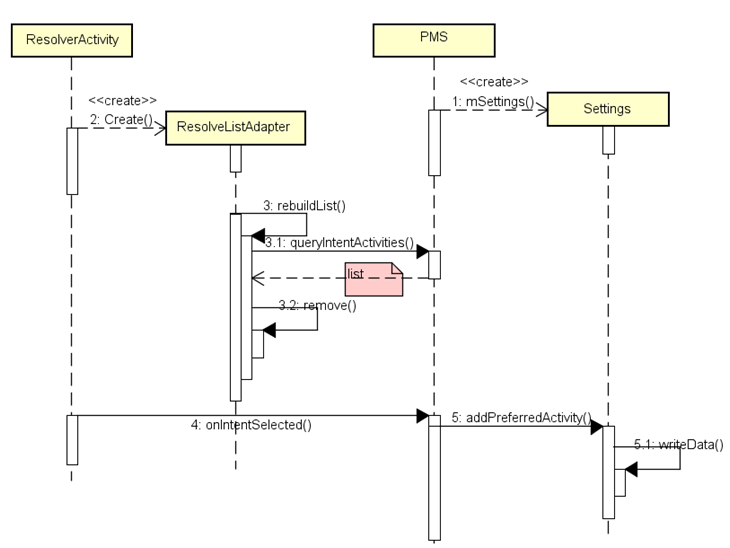 ResolverActivity
PMS
<<create>>
1: mSettings()
Settings
<<create>>
2: Create()
ResolveListAdapter
3: rebuildList()
3.1: queryIntentActivities()
list
3.2: remove()
4: onIntentSelected()
5: addPreferredActivity()
5.1: writeData()